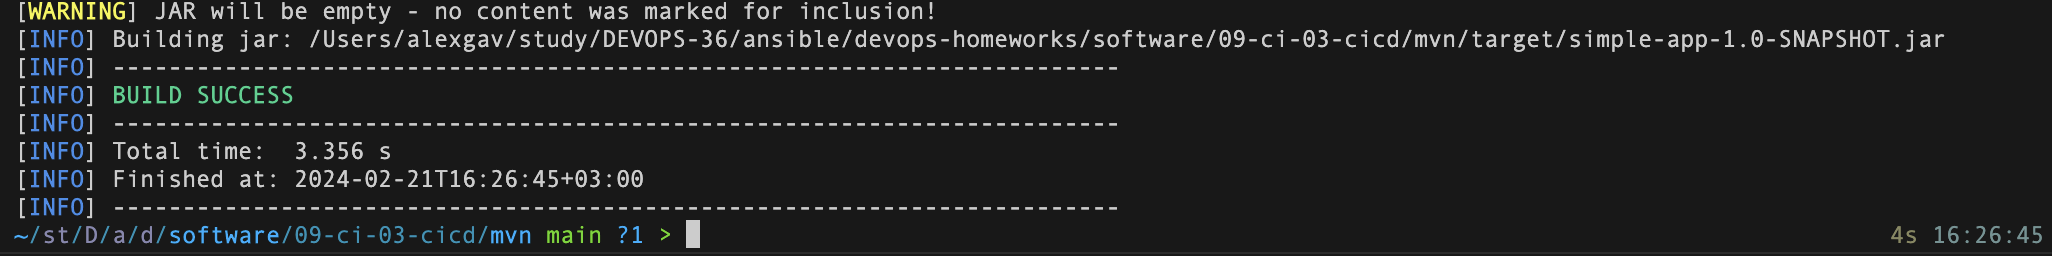 [WARNING] JAR will be empty - no content was marked for inclusion!
[INFO] Building jar: /Users/alexgav/study/DEVOPS-36/ansible/devops-homeworks/software/09-ci-03-cicd/mvn/target/simple-app-1.0-SNAPSHOT.jar
[INFO] ------------------------------------------------------------------------
[INFO] BUILD SUCCESS
[INFO] ------------------------------------------------------------------------
[INFO] Total time:  3.356 s
[INFO] Finished at: 2024-02-21T16:26:45+03:00
[INFO] ------------------------------------------------------------------------
~/st/D/a/d/software/09-ci-03-cicd/mvn main ?1 > 4s 16:26:45